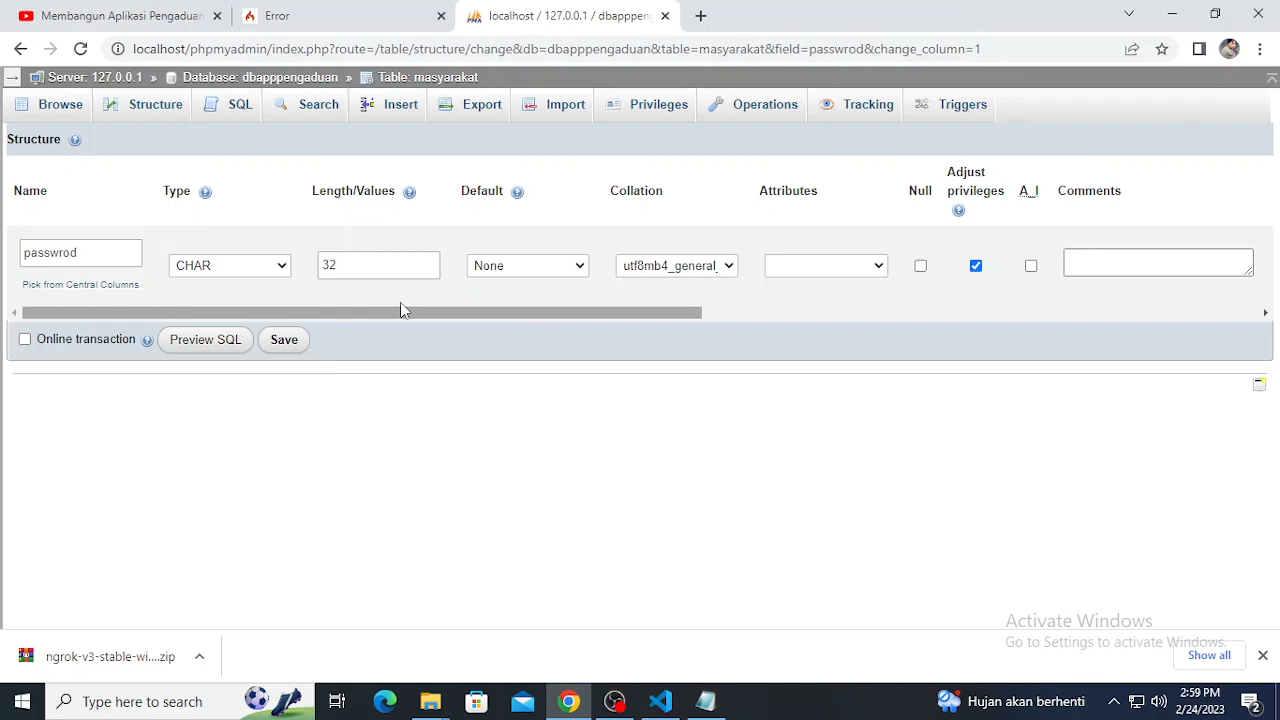 Membangun Aplikasi Pengaduan
Error
localhost / 127.0.0.1 / dbapppeng
localhost/phpmyadmin/index.php?route=/table/structure/change&db=dbapppengaduan&table=masyarakat&field=passwrod&change_column=1
Server: 127.0.0.1 » Database: dbapppengaduan » Table: masyarakat
Browse Structure SQL Search Insert Export Import Privileges Operations Tracking Triggers
Structure
Name Type Length/Values Default Collation Attributes Null Adjust privileges A_I Comments
passwrod CHAR 32 None utf8mb4_general_
Pick from Central Columns
Online transaction Preview SQL Save
Activate Windows
Go to Settings to activate Windows.
ngrok-v3-stable-wi....zip
Show all
Type here to search
Hujan akan berhenti
2:59 PM
2/24/2023
2